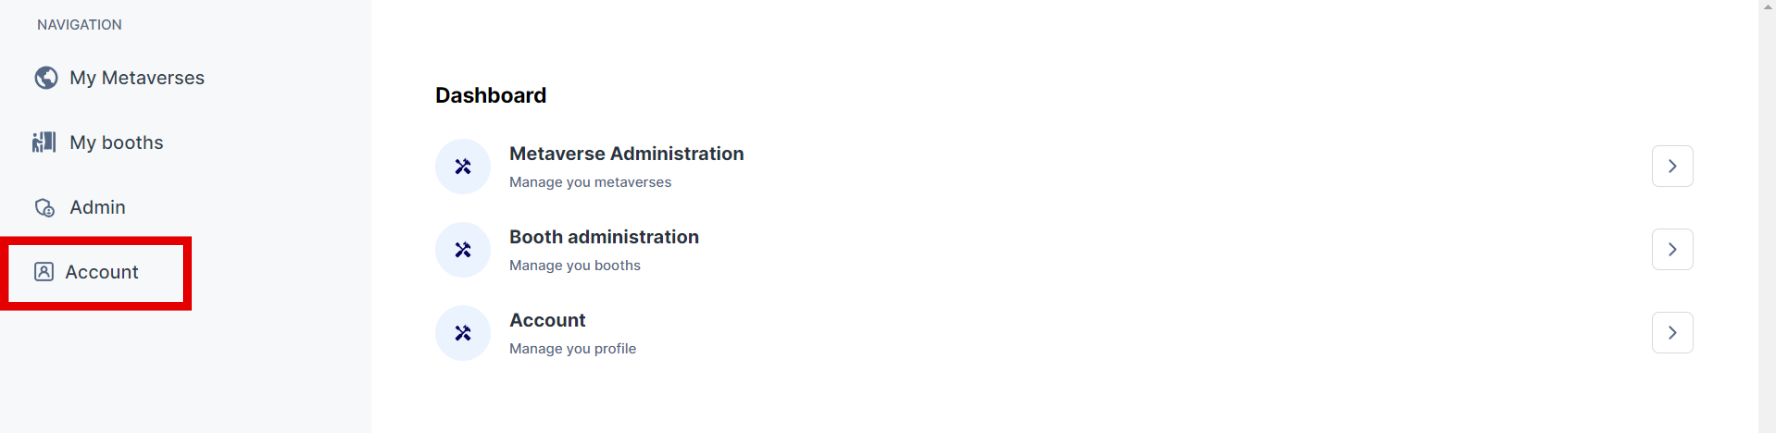 NAVIGATION
My Metaverses
My booths
Admin
Account
Dashboard
Metaverse Administration
Manage you metaverses
Booth administration
Manage you booths
Account
Manage you profile